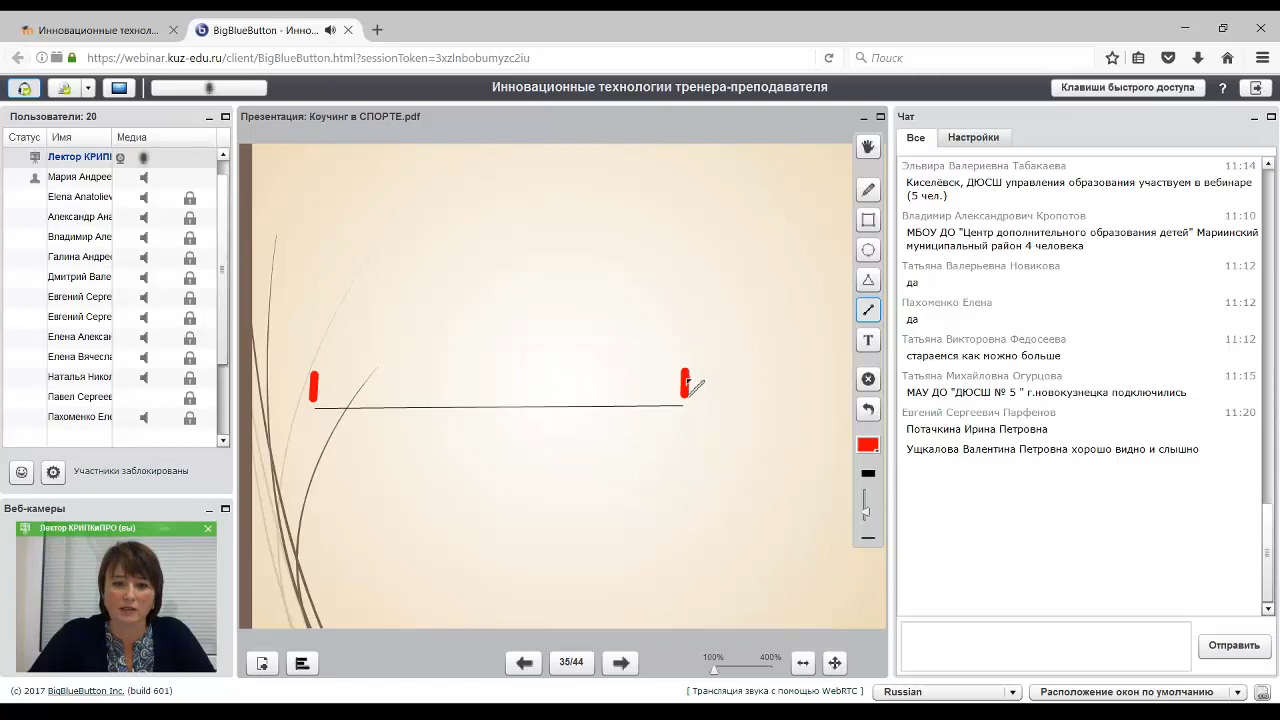 Инновационные технол...
BigBlueButton - Инно...
https://webinar.kuz-edu.ru/client/BigBlueButton.html?sessionToken=3xzlnbobumyzc2iu
Поиск
Инновационные технологии тренера-преподавателя
Клавиши быстрого доступа
?
Пользователи: 20
Статус Имя Медиа
Лектор КРИПК
Мария Андрее
Elena Anatoliev
Александр Ана
Владимир Але
Галина Андрее
Дмитрий Вале
Евгений Серге
Евгений Серге
Елена Алексан
Елена Вячесла
Наталья Никол
Павел Сергеев
Пахоменко Еле
Участники заблокированы
Веб-камеры
Лектор КРИПКиПРО (вы)
Презентация: Коучинг в СПОРТЕ.pdf
T
35/44
100% 400%
Чат
Все Настройки
Эльвира Валериевна Табакаева 11:14
Киселёвск, ДЮСШ управления образования участвуем в вебинаре
(5 чел.)
Владимир Александрович Кропотов 11:10
МБОУ ДО "Центр дополнительного образования детей" Мариинский
муниципальный район 4 человека
Татьяна Валерьевна Новикова 11:12
да
Пахоменко Елена 11:12
да
Татьяна Викторовна Федосеева 11:14
стараемся как можно больше
Татьяна Михайловна Огурцова 11:15
МАУ ДО "ДЮСШ № 5 " г.новокузнецка подключились
Евгений Сергеевич Парфенов 11:20
Потачкина Ирина Петровна
Ущкалова Валентина Петровна хорошо видно и слышно
Отправить
(c) 2017 BigBlueButton Inc. (build 601)
[ Трансляция звука с помощью WebRTC ]
Russian
Расположение окон по умолчанию